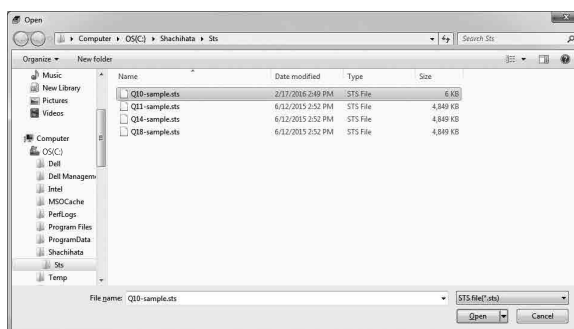 Open
Computer ▸ OS(C:) ▸ Shachihata ▸ Sts
Search Sts
Organize ▾ New folder
Music
New Library
Pictures
Videos
Computer
OS(C:)
Dell
Dell Managem
Intel
MSOCache
PerfLogs
Program Files
ProgramData
Shachihata
Sts
Temp
Name Date modified Type Size
Q10-sample.sts 2/17/2016 2:49 PM STS File 6 KB
Q11-sample.sts 6/12/2015 2:52 PM STS File 4,849 KB
Q14-sample.sts 6/12/2015 2:52 PM STS File 4,849 KB
Q18-sample.sts 6/12/2015 2:52 PM STS File 4,849 KB
File name: Q10-sample.sts
STS file(*.sts)
Open Cancel